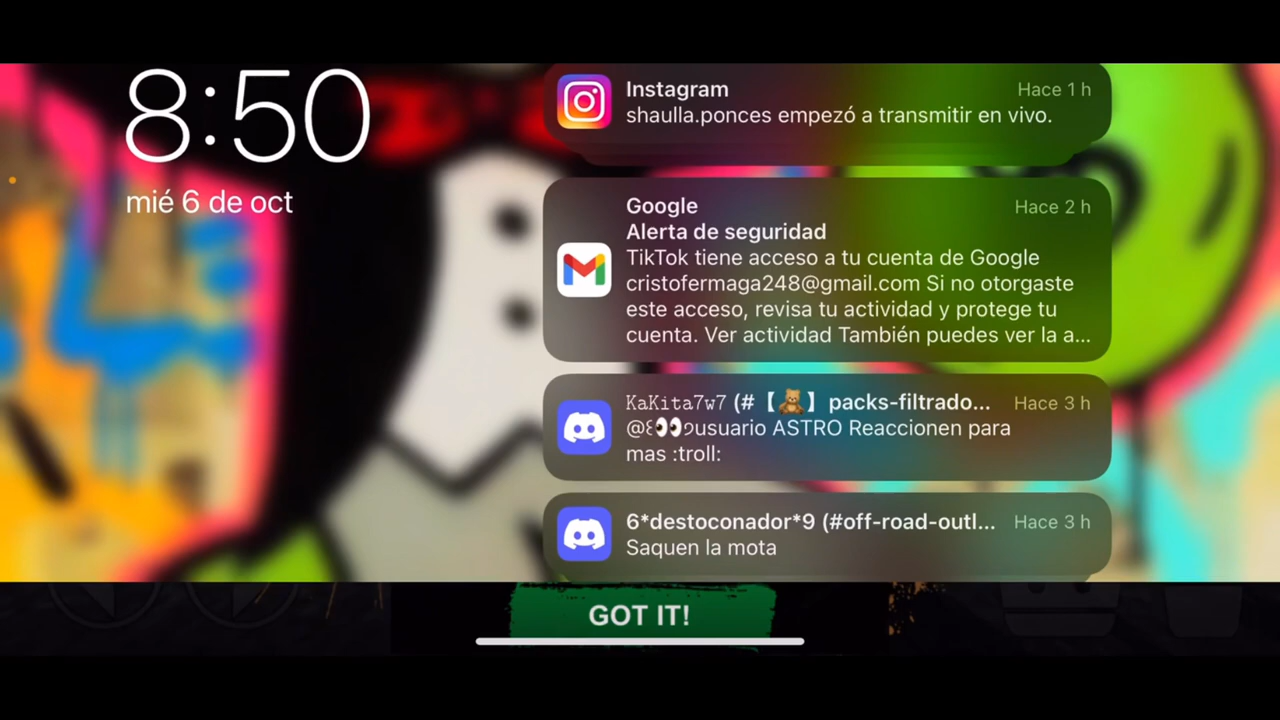 8:50
mié 6 de oct
Instagram
Hace 1 h
shaulla.ponces empezó a transmitir en vivo.
Google
Hace 2 h
Alerta de seguridad
TikTok tiene acceso a tu cuenta de Google
cristofermaga248@gmail.com Si no otorgaste
este acceso, revisa tu actividad y protege tu
cuenta. Ver actividad También puedes ver la a...
𝙺𝚊𝙺𝚒𝚝𝚊𝟽𝚠𝟽 (#【🧸】packs-filtrado...
Hace 3 h
@꒰👀꒱usuario ASTRO Reaccionen para
mas :troll:
6*destoconador*9 (#off-road-outl...
Hace 3 h
Saquen la mota
GOT IT!